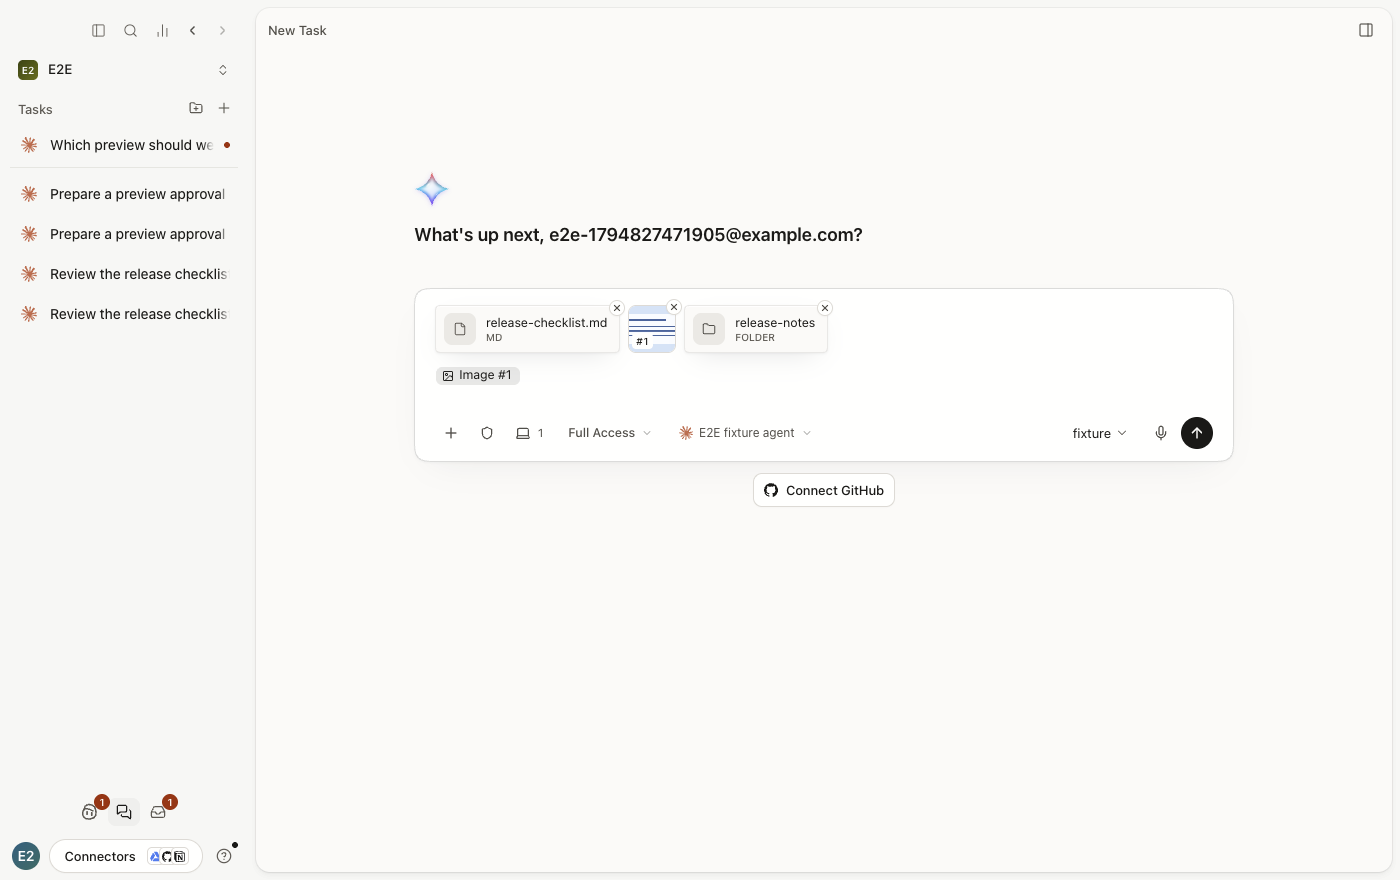 New Task
E2 E2E
Tasks
Which preview should we
Prepare a preview approval
Prepare a preview approval
Review the release checklis
Review the release checklis
What's up next, e2e-1794827471905@example.com?
release-checklist.md
MD
#1
release-notes
FOLDER
Image #1
1 Full Access E2E fixture agent fixture
Connect GitHub
1 1
E2 Connectors